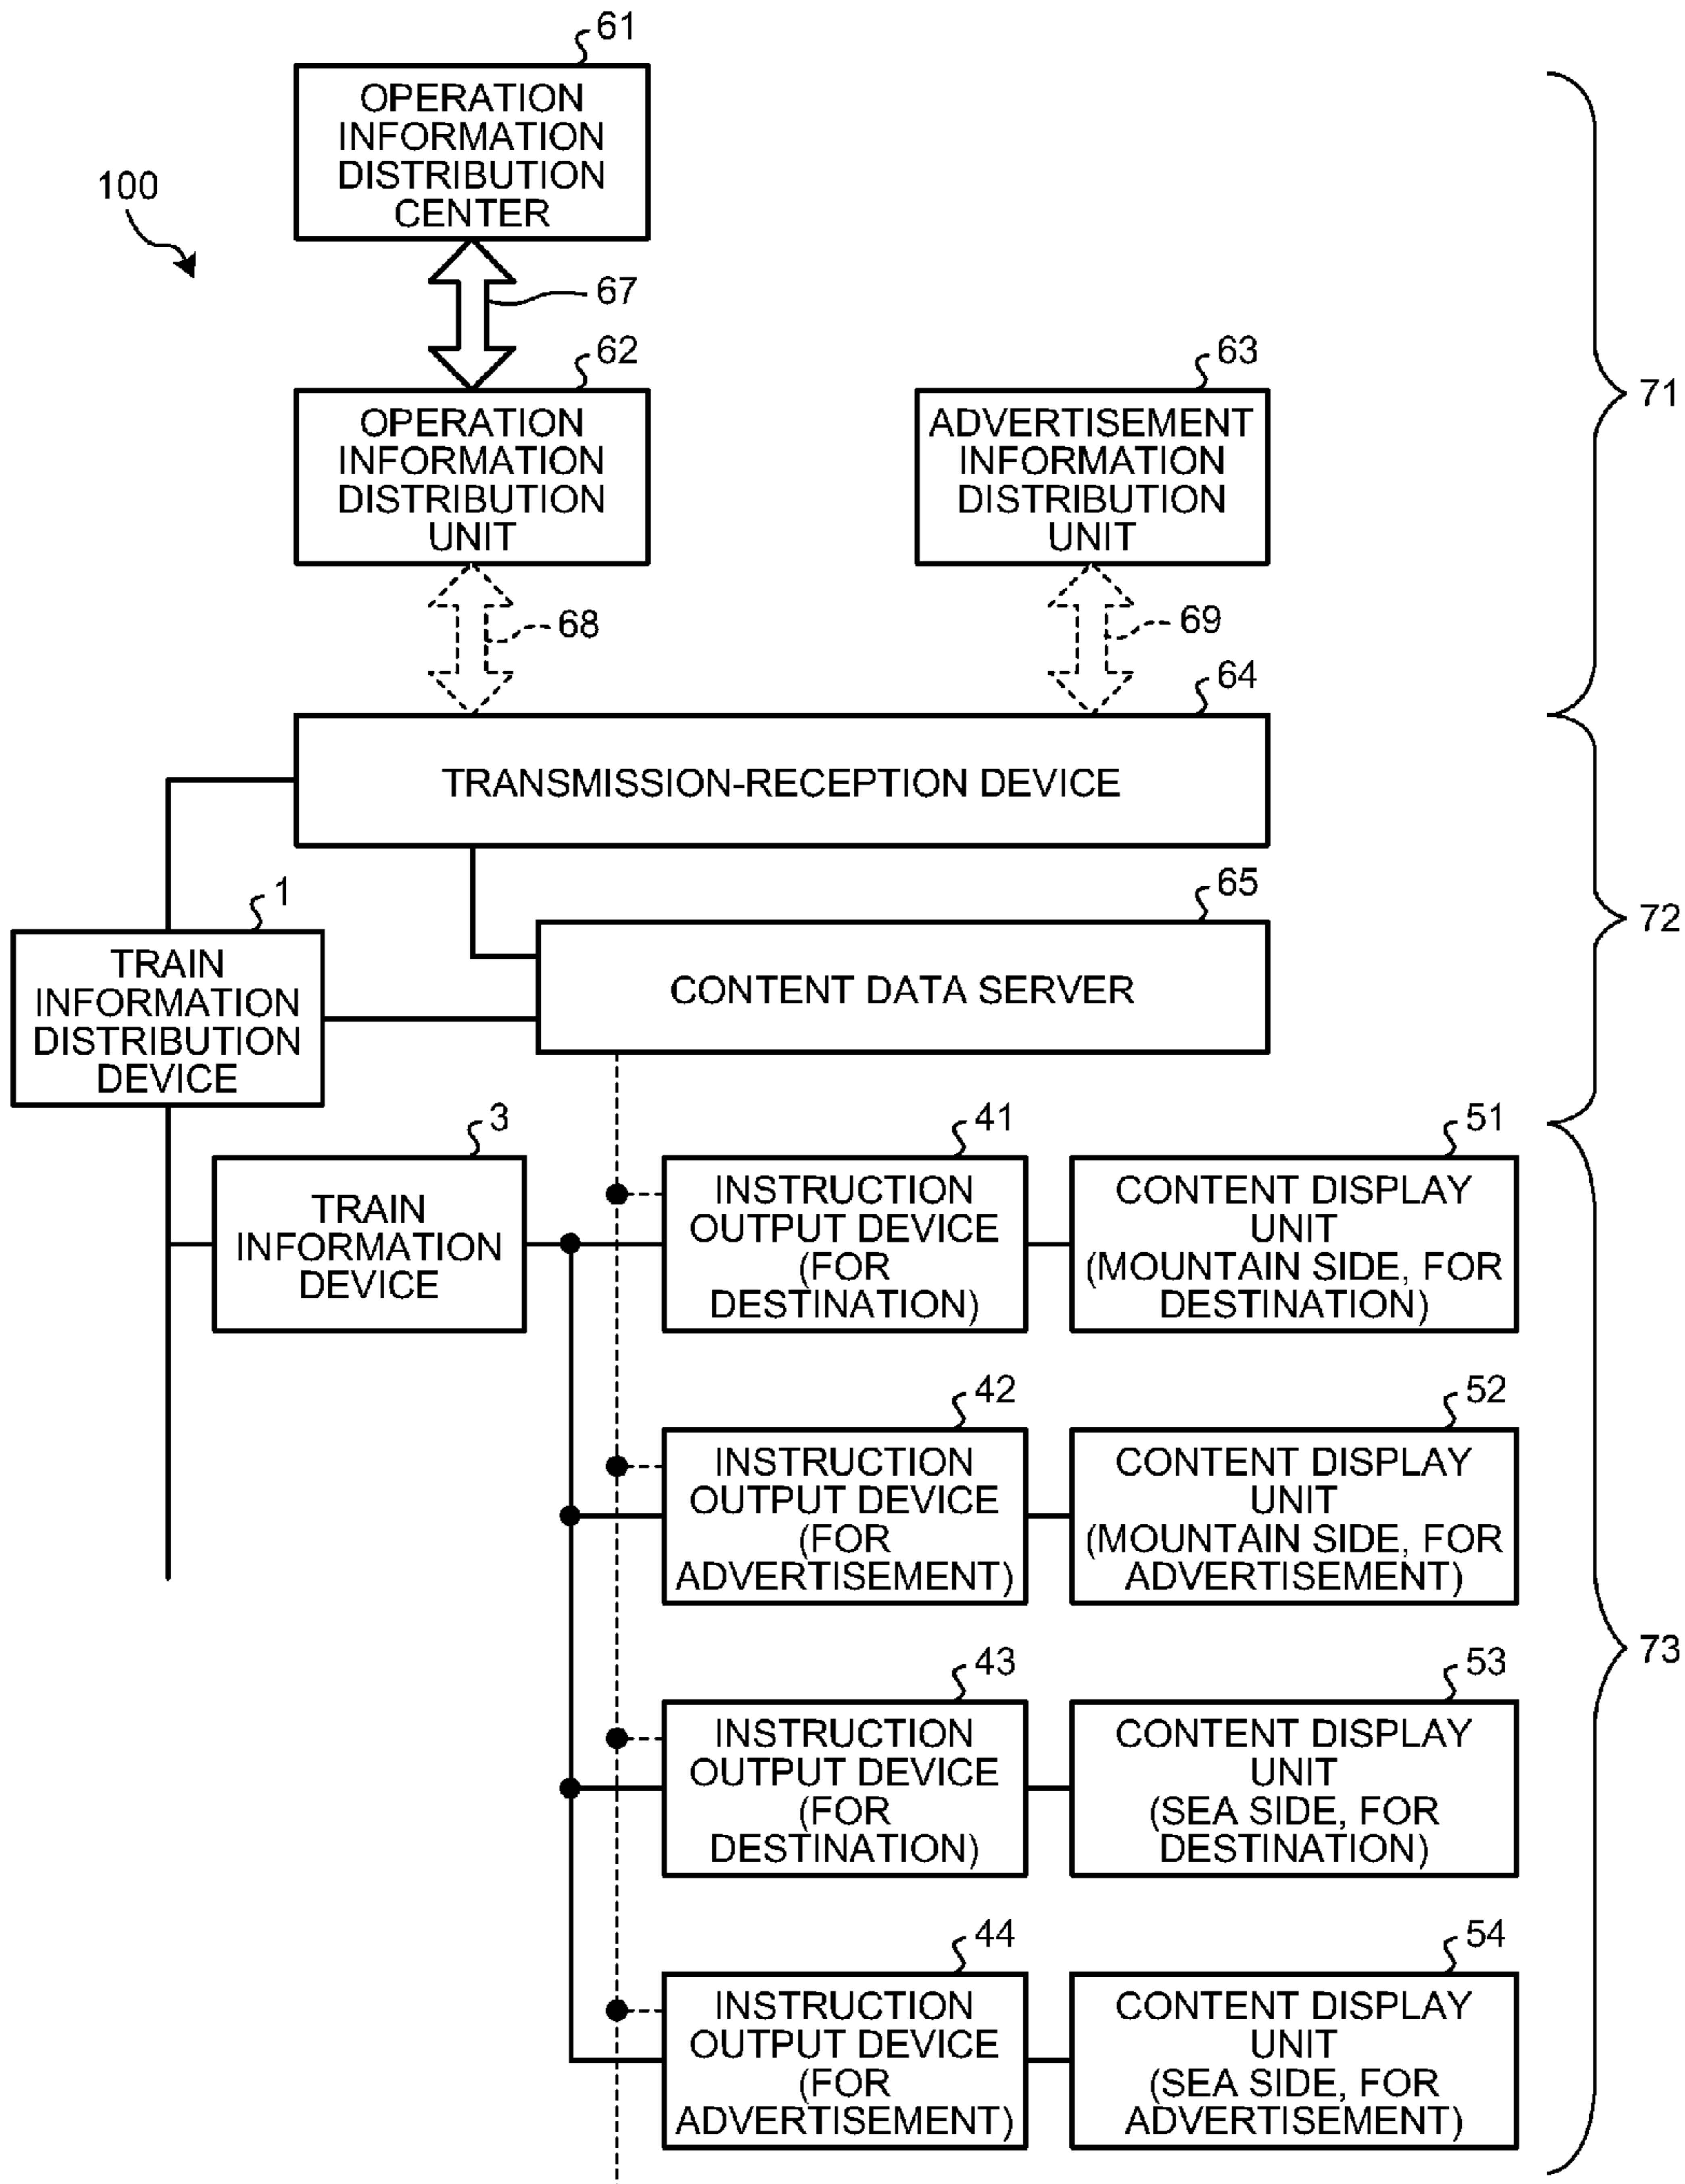 61
OPERATION
INFORMATION
DISTRIBUTION
CENTER
100
67
62
OPERATION
INFORMATION
DISTRIBUTION
UNIT
63
ADVERTISEMENT
INFORMATION
DISTRIBUTION
UNIT
71
68
69
64
TRANSMISSION-RECEPTION DEVICE
65
CONTENT DATA SERVER
72
1
TRAIN
INFORMATION
DISTRIBUTION
DEVICE
3
TRAIN
INFORMATION
DEVICE
41
INSTRUCTION
OUTPUT DEVICE
(FOR
DESTINATION)
51
CONTENT DISPLAY
UNIT
(MOUNTAIN SIDE, FOR
DESTINATION)
42
INSTRUCTION
OUTPUT DEVICE
(FOR
ADVERTISEMENT)
52
CONTENT DISPLAY
UNIT
(MOUNTAIN SIDE, FOR
ADVERTISEMENT)
73
43
INSTRUCTION
OUTPUT DEVICE
(FOR
DESTINATION)
53
CONTENT DISPLAY
UNIT
(SEA SIDE, FOR
DESTINATION)
44
INSTRUCTION
OUTPUT DEVICE
(FOR
ADVERTISEMENT)
54
CONTENT DISPLAY
UNIT
(SEA SIDE, FOR
ADVERTISEMENT)